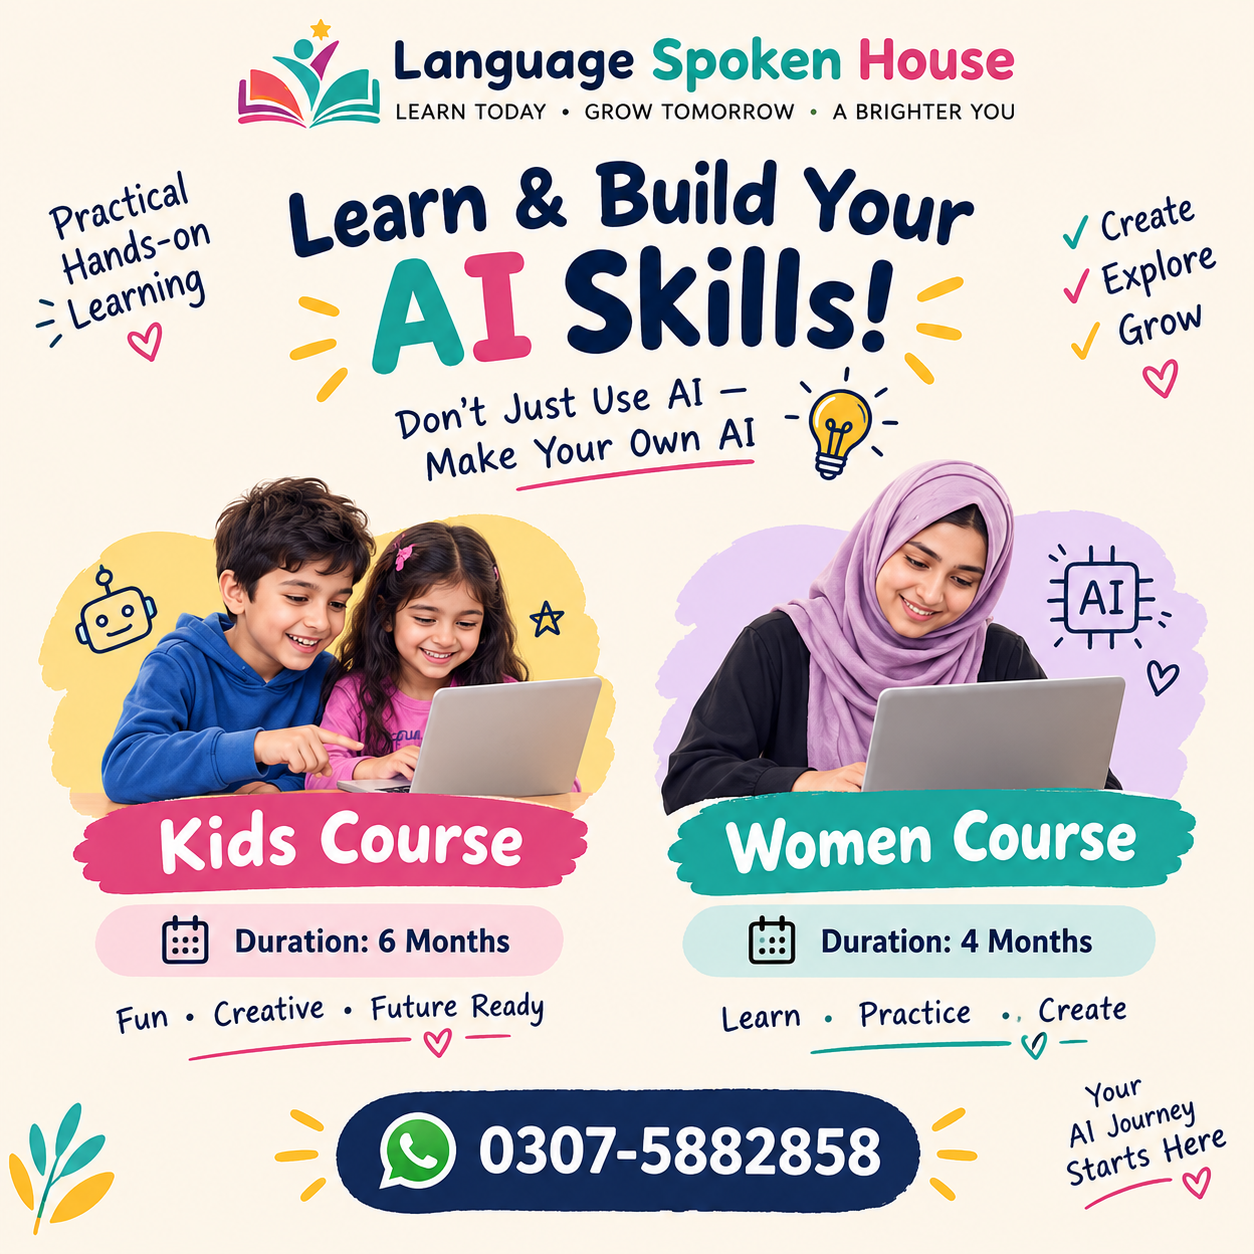 Language Spoken House
LEARN TODAY • GROW TOMORROW • A BRIGHTER YOU
Practical
Hands-on
Learning
Learn & Build Your
AI Skills!
Don't Just Use AI –
Make Your Own AI
✓ Create
✓ Explore
✓ Grow
AI
Kids Course
Duration: 6 Months
Fun • Creative • Future Ready
Women Course
Duration: 4 Months
Learn • Practice • Create
0307-5882858
Your
AI Journey
Starts Here